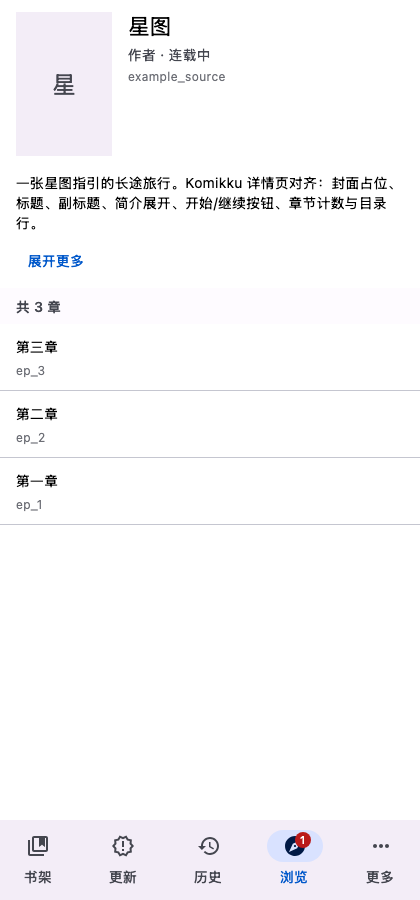 星
星图
作者 · 连载中
example_source
一张星图指引的长途旅行。Komikku 详情页对齐：封面占位、
标题、副标题、简介展开、开始/继续按钮、章节计数与目录
行。
展开更多
共 3 章
第三章
ep_3
第二章
ep_2
第一章
ep_1
1
书架
更新
历史
浏览
更多